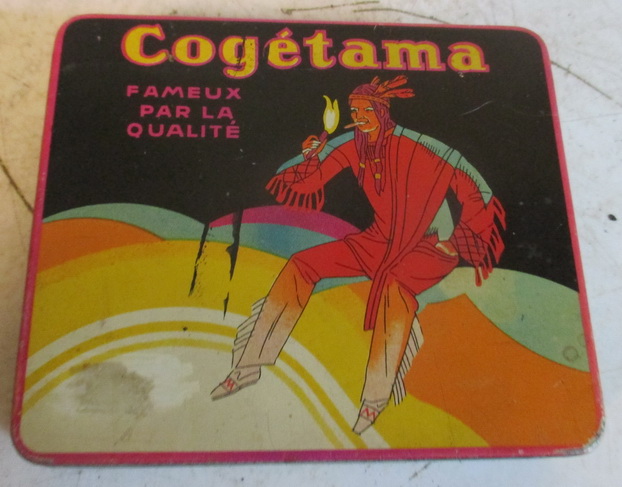 Cogétama
FAMEUX
PAR LA
QUALITÉ